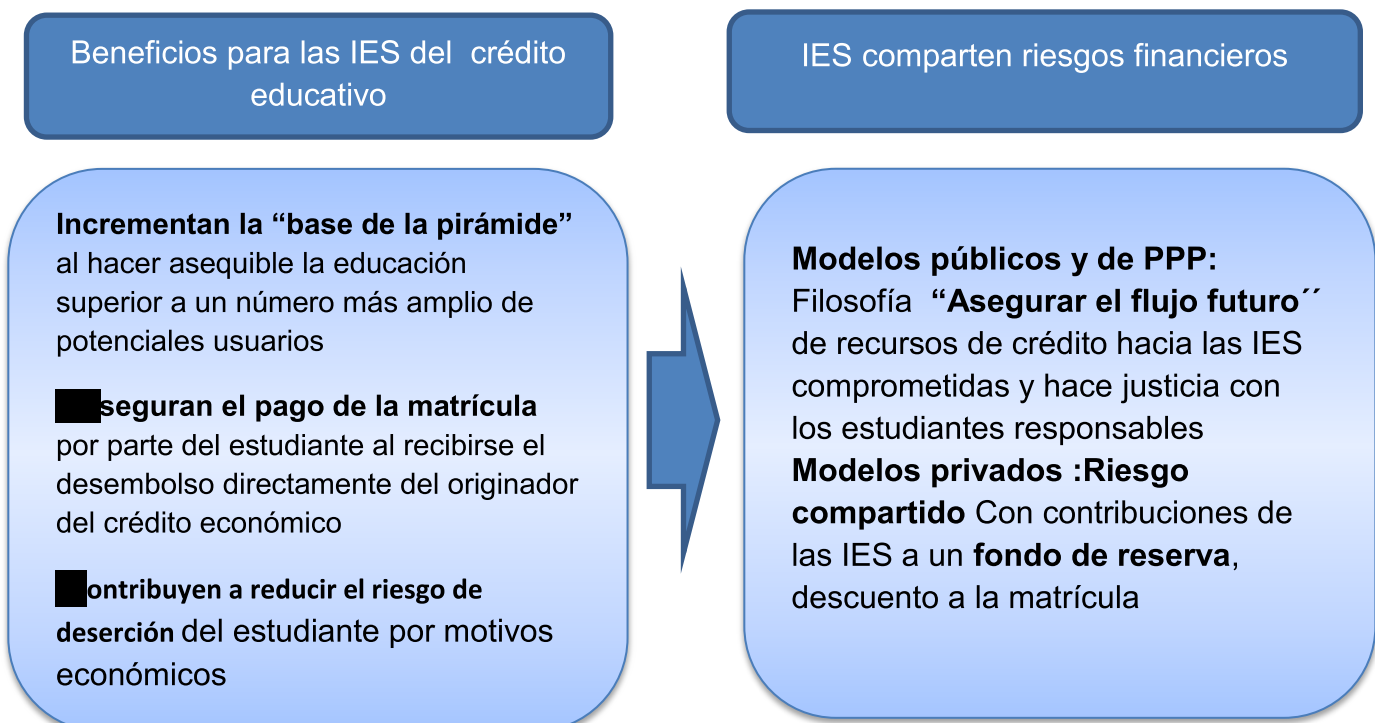 Beneficios para las IES del crédito
educativo
Incrementan la “base de la pirámide”
al hacer asequible la educación
superior a un número más amplio de
potenciales usuarios
seguran el pago de la matrícula
por parte del estudiante al recibirse el
desembolso directamente del originador
del crédito económico
ontribuyen a reducir el riesgo de
deserción del estudiante por motivos
económicos
IES comparten riesgos financieros
Modelos públicos y de PPP:
Filosofía “Asegurar el flujo futuro´´
de recursos de crédito hacia las IES
comprometidas y hace justicia con
los estudiantes responsables
Modelos privados :Riesgo
compartido Con contribuciones de
las IES a un fondo de reserva,
descuento a la matrícula